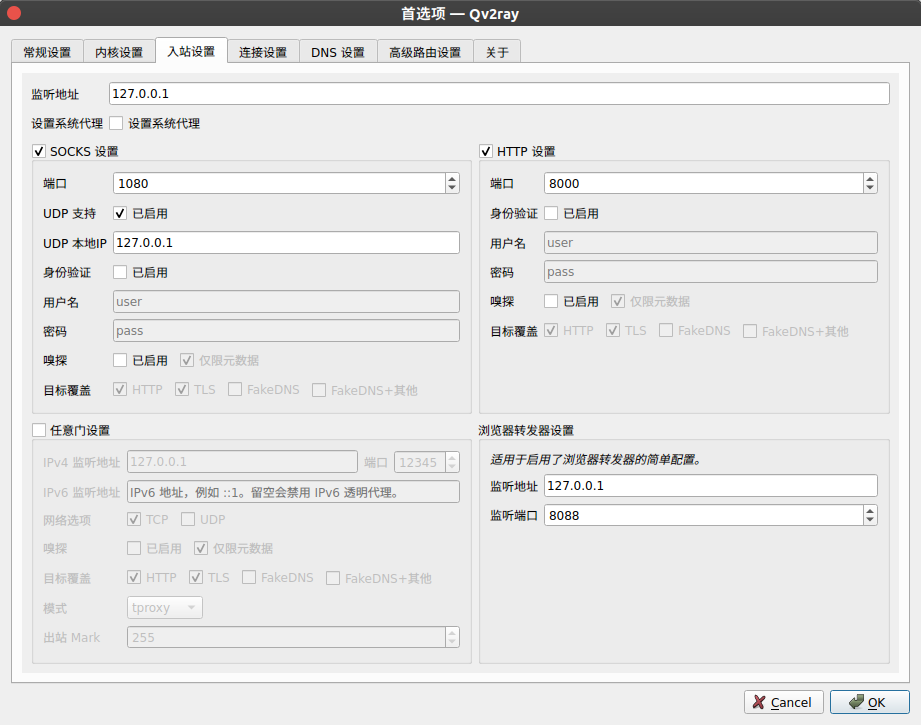 首选项 — Qv2ray
常规设置 内核设置 入站设置 连接设置 DNS 设置 高级路由设置 关于
监听地址 127.0.0.1
设置系统代理 设置系统代理
SOCKS 设置
端口 1080
UDP 支持 已启用
UDP 本地IP 127.0.0.1
身份验证 已启用
用户名 user
密码 pass
嗅探 已启用 仅限元数据
目标覆盖 HTTP TLS FakeDNS FakeDNS+其他
HTTP 设置
端口 8000
身份验证 已启用
用户名 user
密码 pass
嗅探 已启用 仅限元数据
目标覆盖 HTTP TLS FakeDNS FakeDNS+其他
任意门设置
IPv4 监听地址 127.0.0.1 端口 12345
IPv6 监听地址 IPv6 地址，例如 ::1。留空会禁用 IPv6 透明代理。
网络选项 TCP UDP
嗅探 已启用 仅限元数据
目标覆盖 HTTP TLS FakeDNS FakeDNS+其他
模式 tproxy
出站 Mark 255
浏览器转发器设置
适用于启用了浏览器转发器的简单配置。
监听地址 127.0.0.1
监听端口 8088
Cancel OK